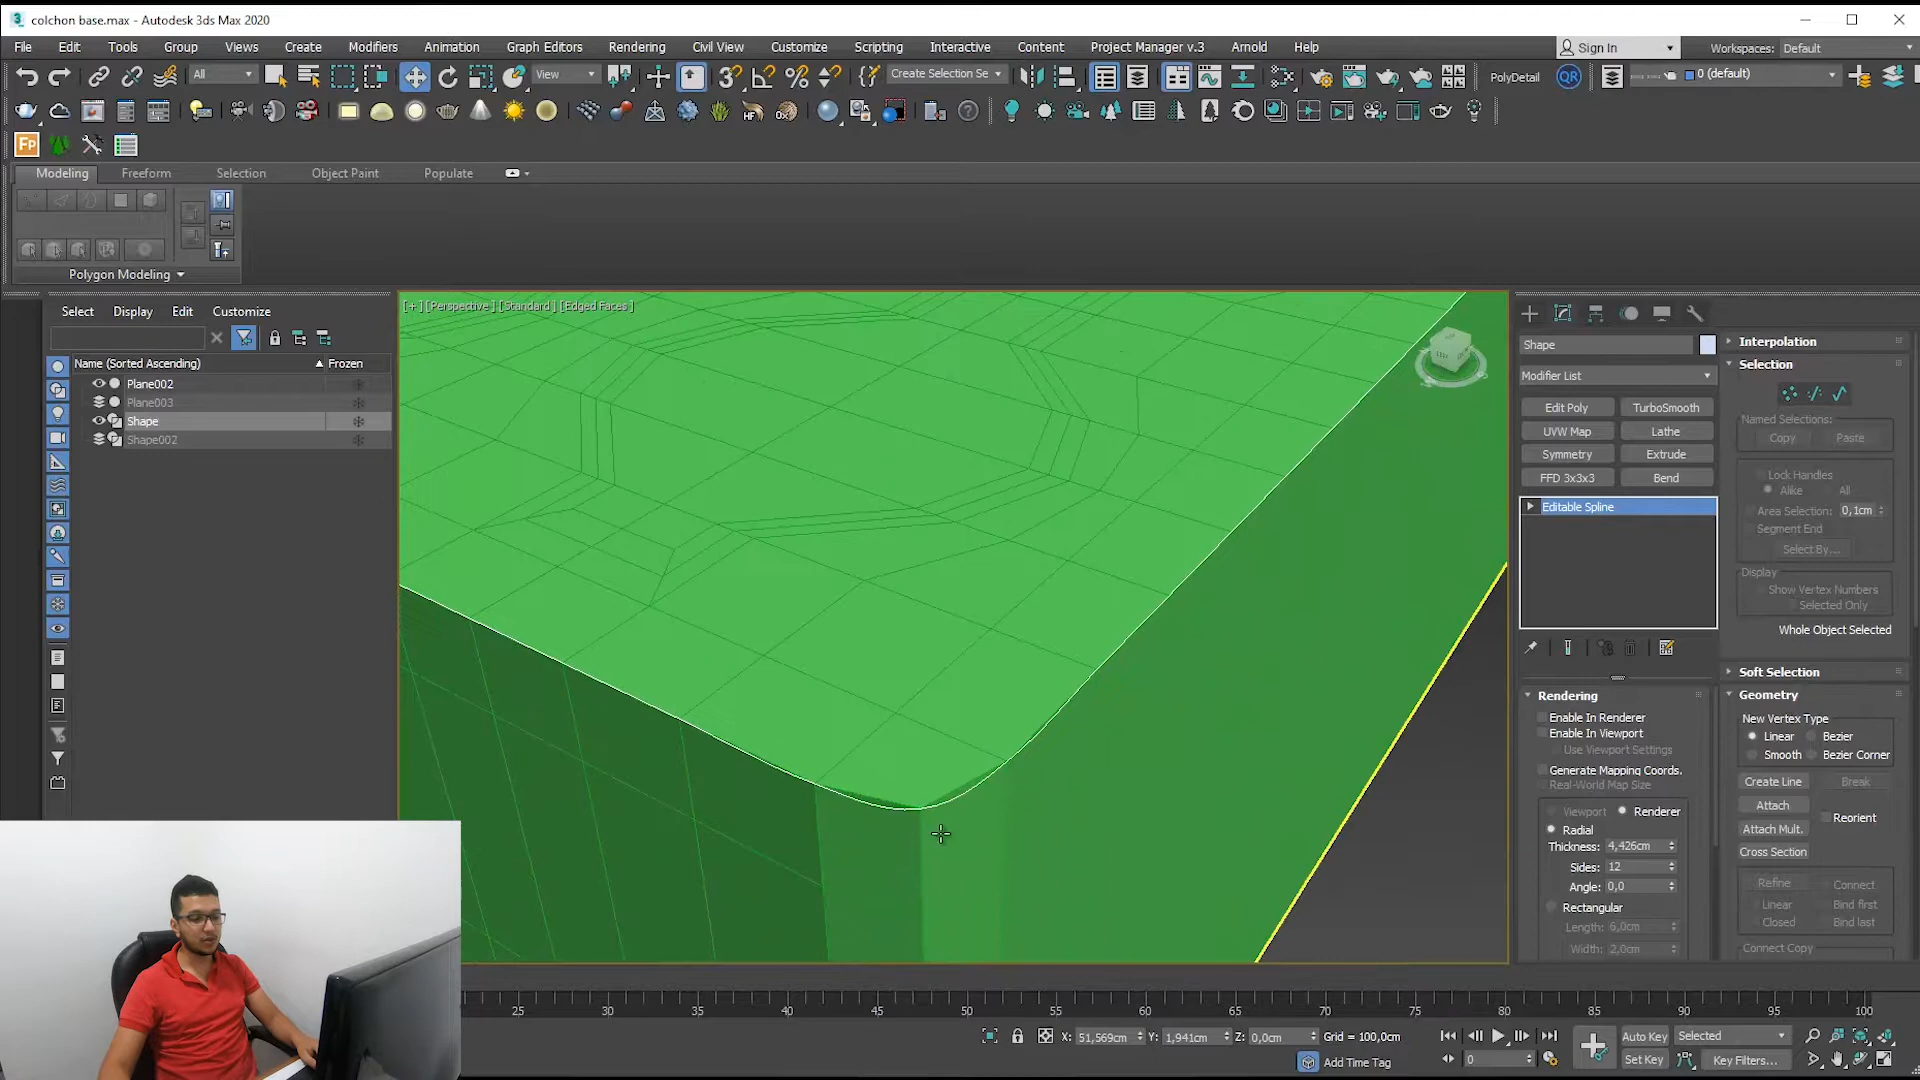 colchon base.max - Autodesk 3ds Max 2020
File Edit Tools Group Views Create Modifiers Animation Graph Editors Rendering Civil View Customize Scripting Interactive Content Project Manager v.3 Arnold Help Sign In Workspaces: Default
All View Create Selection Se PolyDetail QR 0 (default)
Fp
Modeling Freeform Selection Object Paint Populate
Polygon Modeling
Select Display Edit Customize
Name (Sorted Ascending) Frozen
Plane002
Plane003
Shape
Shape002
[+] [Perspective] [Standard] [Edged Faces]
Shape
Modifier List
Edit Poly TurboSmooth
UVW Map Lathe
Symmetry Extrude
FFD 3x3x3 Bend
Editable Spline
Rendering
Enable In Renderer
Enable In Viewport
Use Viewport Settings
Generate Mapping Coords.
Real-World Map Size
Viewport Renderer
Radial
Thickness: 4,426cm
Sides: 12
Angle: 0,0
Rectangular
Length: 6,0cm
Width: 2,0cm
Interpolation
Selection
Named Selections:
Copy Paste
Lock Handles
Alike All
Area Selection: 0,1cm
Segment End
Select By...
Display
Show Vertex Numbers
Selected Only
Whole Object Selected
Soft Selection
Geometry
New Vertex Type
Linear Bezier
Smooth Bezier Corner
Create Line Break
Attach
Reorient
Attach Mult.
Cross Section
Refine Connect
Linear Bind first
Closed Bind last
Connect Copy
25 30 35 40 45 50 55 60 65 70 75 80 85 90 95 100
X: 51,569cm Y: 1,941cm Z: 0,0cm Grid = 100,0cm Auto Key Selected
Add Time Tag 0 Set Key Key Filters...